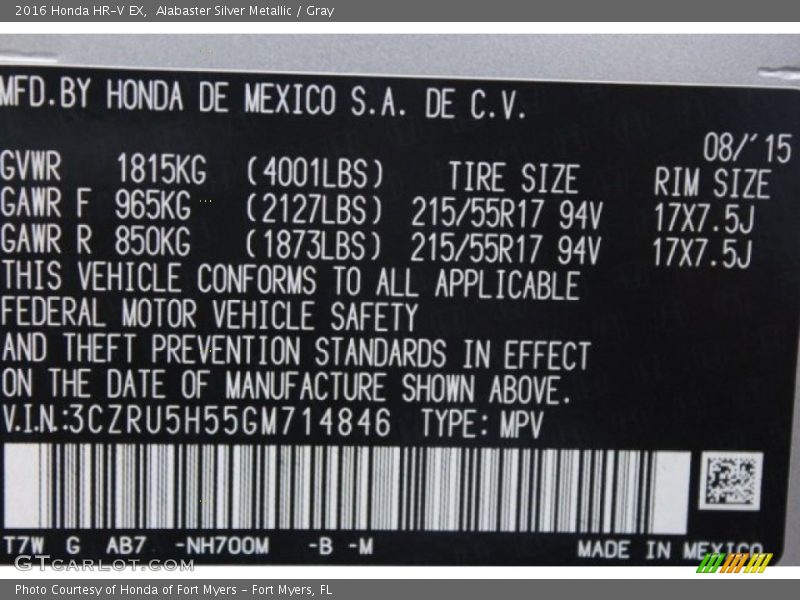 2016 Honda HR-V EX,  Alabaster Silver Metallic / Gray
MFD.BY HONDA DE MEXICO S.A. DE C.V.
08/'15
GVWR 1815KG (4001LBS) TIRE SIZE RIM SIZE
GAWR F 965KG (2127LBS) 215/55R17 94V 17X7.5J
GAWR R 850KG (1873LBS) 215/55R17 94V 17X7.5J
THIS VEHICLE CONFORMS TO ALL APPLICABLE
FEDERAL MOTOR VEHICLE SAFETY
AND THEFT PREVENTION STANDARDS IN EFFECT
ON THE DATE OF MANUFACTURE SHOWN ABOVE.
V.I.N.:3CZRU5H55GM714846 TYPE: MPV
T7W G AB7 -NH700M -B -M MADE IN MEXICO
GTcarlot.com
Photo Courtesy of Honda of Fort Myers - Fort Myers, FL